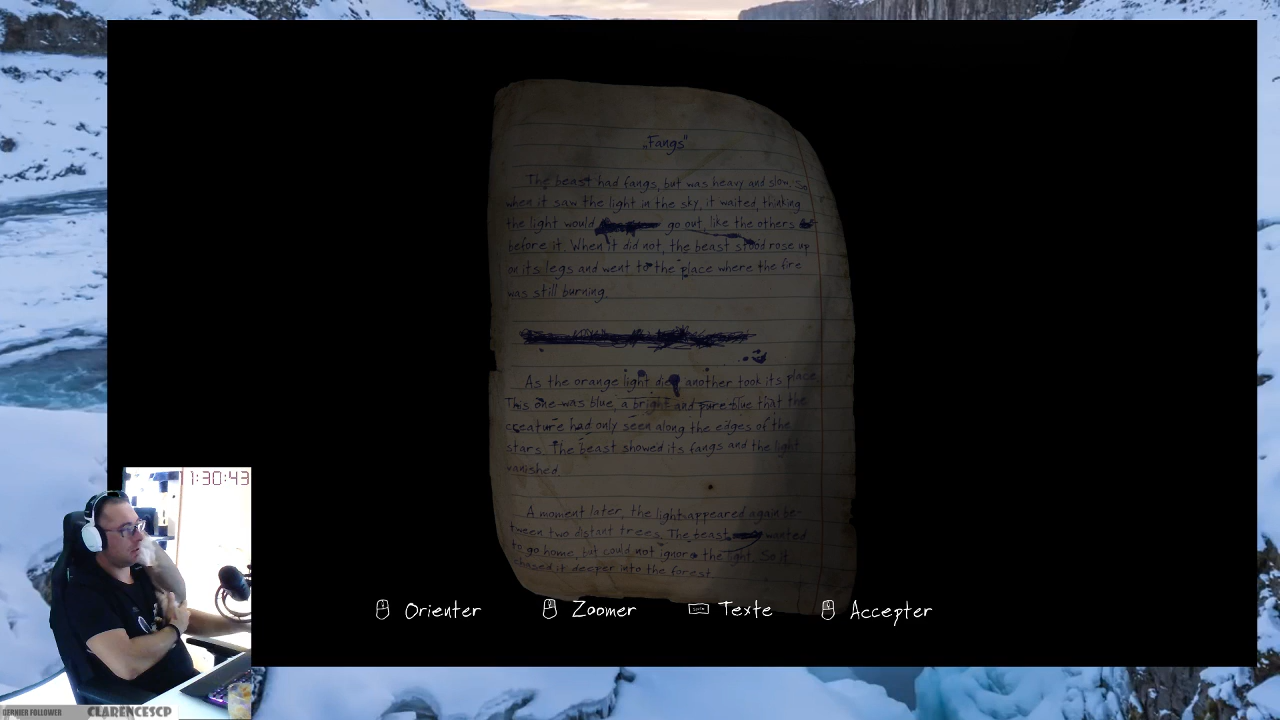 „Fangs"
The beast had fangs, but was heavy and slow. So
when it saw the light in the sky, it waited, thinking
the light would go out, like the others
before it. When it did not, the beast stood rose up
on its legs and went to the place where the fire
was still burning.
As the orange light died another took its place.
This one was blue, a bright and pure blue that the
creature had only seen along the edges of the
stars. The beast showed its fangs and the light
vanished.
A moment later, the light appeared again be-
tween two distant trees. The beast wanted
to go home, but could not ignore the light. So it
chased it deeper into the forest
Orienter
Zoomer
Texte
Accepter
11:30:43
DERNIER FOLLOWER
CLARENCESCP